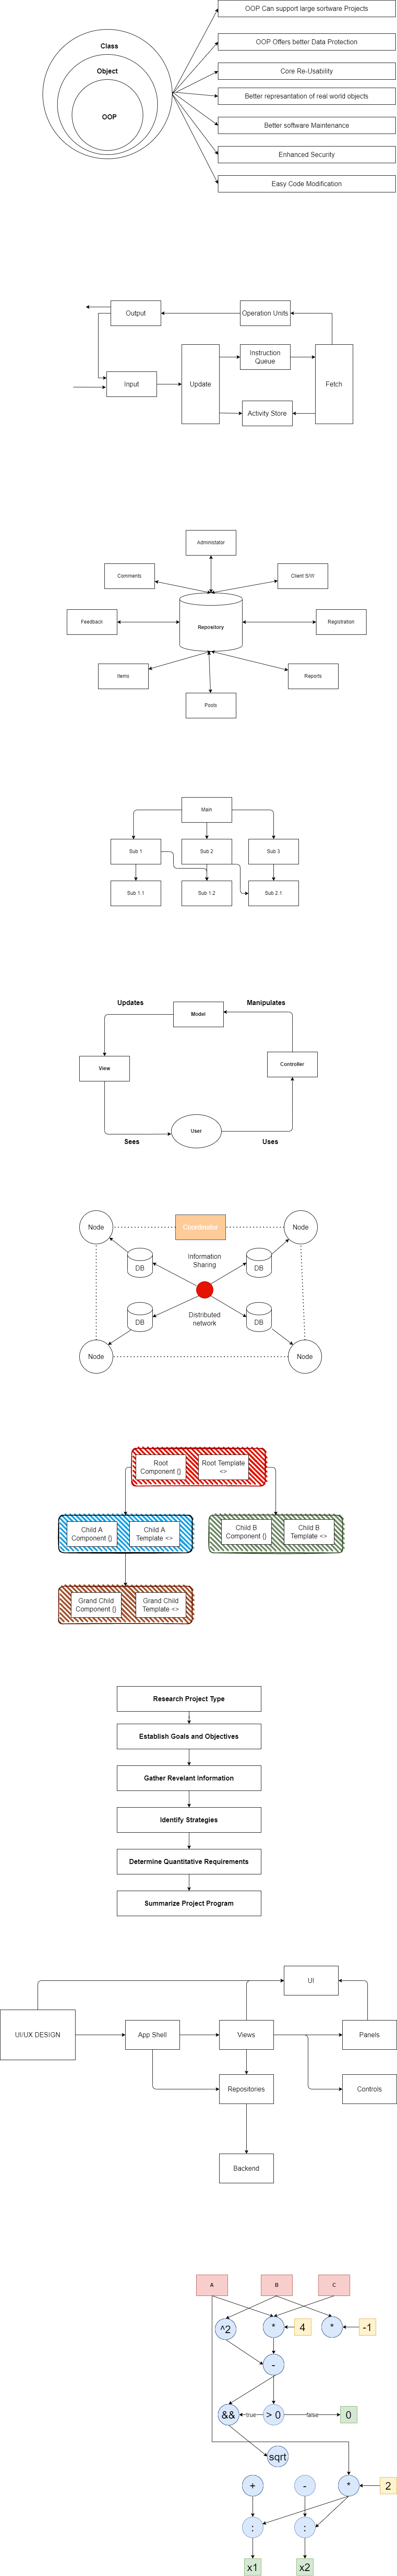 OOP Can support large sortware Projects
Class
OOP Offers better Data Protection
Object
Core Re-Usability
Better represantation of real world objects
OOP
Better software Maintenance
Enhanced Security
Easy Code Modification
Output
Operation Units
Instruction
Queue
Input
Update
Fetch
Activity Store
Administator
Comments
Client S/W
Feedback
Repository
Registration
Items
Reports
Pools
Main
Sub 1
Sub 2
Sub 3
Sub 1.1
Sub 1.2
Sub 2.1
Updates
Manipulates
Model
View
Controller
User
Sees
Uses
Node
Coordinator
Node
Information
Sharing
DB
DB
Distributed
network
DB
DB
Node
Node
Root
Component {}
Root Template
<>
Child A
Component {}
Child A
Template <>
Child B
Component {}
Child B
Template <>
Grand Child
Component {}
Grand Child
Template <>
Research Project Type
Establish Goals and Objectives
Gather Revelant Information
Identify Strategies
Determine Quantitative Requirements
Summarize Project Program
UI
UI/UX DESIGN
App Shell
Views
Panels
Repositories
Controls
Backend
A
B
C
^2
*
4
*
-1
-
&&
true
> 0
false
0
sqrt
+
-
*
2
:
:
x1
x2